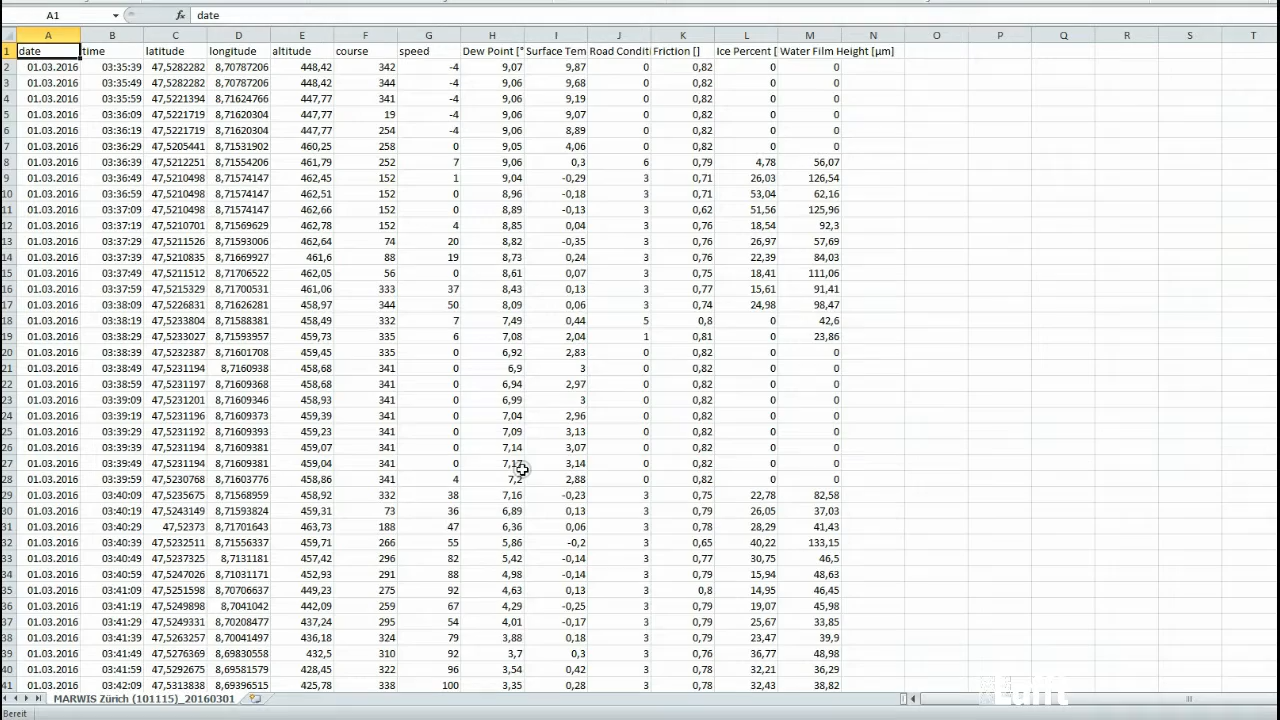 A1 fx date
A B C D E F G H I J K L M N O P Q R S T
1 date time latitude longitude altitude course speed Dew Point [° Surface Tem Road Conditi Friction [] Ice Percent [ Water Film Height [µm]
2 01.03.2016 03:35:39 47,5282282 8,70787206 448,42 342 -4 9,07 9,87 0 0,82 0 0
3 01.03.2016 03:35:49 47,5282282 8,70787206 448,42 344 -4 9,06 9,68 0 0,82 0 0
4 01.03.2016 03:35:59 47,5221394 8,71624766 447,77 341 -4 9,06 9,19 0 0,82 0 0
5 01.03.2016 03:36:09 47,5221719 8,71620304 447,77 19 -4 9,06 9,07 0 0,82 0 0
6 01.03.2016 03:36:19 47,5221719 8,71620304 447,77 254 -4 9,06 8,89 0 0,82 0 0
7 01.03.2016 03:36:29 47,5205441 8,71531902 460,25 258 0 9,05 4,06 0 0,82 0 0
8 01.03.2016 03:36:39 47,5212251 8,71554206 461,79 252 7 9,06 0,3 6 0,79 4,78 56,07
9 01.03.2016 03:36:49 47,5210498 8,71574147 462,45 152 1 9,04 -0,29 3 0,71 26,03 126,54
10 01.03.2016 03:36:59 47,5210498 8,71574147 462,51 152 0 8,96 -0,18 3 0,71 53,04 62,16
11 01.03.2016 03:37:09 47,5210498 8,71574147 462,66 152 0 8,89 -0,13 3 0,62 51,56 125,96
12 01.03.2016 03:37:19 47,5210701 8,71569629 462,78 152 4 8,85 0,04 3 0,76 18,54 92,3
13 01.03.2016 03:37:29 47,5211526 8,71593006 462,64 74 20 8,82 -0,35 3 0,76 26,97 57,69
14 01.03.2016 03:37:39 47,5210835 8,71669927 461,6 88 19 8,73 0,24 3 0,76 22,39 84,03
15 01.03.2016 03:37:49 47,5211512 8,71706522 462,05 56 0 8,61 0,07 3 0,75 18,41 111,06
16 01.03.2016 03:37:59 47,5215329 8,71700531 461,06 333 37 8,43 0,13 3 0,77 15,61 91,41
17 01.03.2016 03:38:09 47,5226831 8,71626281 458,97 344 50 8,09 0,06 3 0,74 24,98 98,47
18 01.03.2016 03:38:19 47,5233804 8,71588381 458,49 332 7 7,49 0,44 5 0,8 0 42,6
19 01.03.2016 03:38:29 47,5233027 8,71593957 459,73 335 6 7,08 2,04 1 0,81 0 23,86
20 01.03.2016 03:38:39 47,5232387 8,71601708 459,45 335 0 6,92 2,83 0 0,82 0 0
21 01.03.2016 03:38:49 47,5231194 8,7160938 458,68 341 0 6,9 3 0 0,82 0 0
22 01.03.2016 03:38:59 47,5231197 8,71609368 458,68 341 0 6,94 2,97 0 0,82 0 0
23 01.03.2016 03:39:09 47,5231201 8,71609346 458,93 341 0 6,99 3 0 0,82 0 0
24 01.03.2016 03:39:19 47,5231196 8,71609373 459,39 341 0 7,04 2,96 0 0,82 0 0
25 01.03.2016 03:39:29 47,5231192 8,71609393 459,23 341 0 7,09 3,13 0 0,82 0 0
26 01.03.2016 03:39:39 47,5231194 8,71609381 459,07 341 0 7,14 3,07 0 0,82 0 0
27 01.03.2016 03:39:49 47,5231194 8,71609381 459,04 341 0 7,17 3,14 0 0,82 0 0
28 01.03.2016 03:39:59 47,5230768 8,71603776 458,86 341 4 7,2 2,88 0 0,82 0 0
29 01.03.2016 03:40:09 47,5235675 8,71568959 458,92 332 38 7,16 -0,23 3 0,75 22,78 82,58
30 01.03.2016 03:40:19 47,5243149 8,71593824 459,31 73 36 6,89 0,13 3 0,79 26,05 37,03
31 01.03.2016 03:40:29 47,52373 8,71701643 463,73 188 47 6,36 0,06 3 0,78 28,29 41,43
32 01.03.2016 03:40:39 47,5232511 8,71556337 459,71 266 55 5,86 -0,2 3 0,65 40,22 133,15
33 01.03.2016 03:40:49 47,5237325 8,7131181 457,42 296 82 5,42 -0,14 3 0,77 30,75 46,5
34 01.03.2016 03:40:59 47,5247026 8,71031171 452,93 291 88 4,98 -0,14 3 0,79 15,94 48,63
35 01.03.2016 03:41:09 47,5251598 8,70706637 449,23 275 92 4,63 0,13 3 0,8 14,95 46,45
36 01.03.2016 03:41:19 47,5249898 8,7041042 442,09 259 67 4,29 -0,25 3 0,79 19,07 45,98
37 01.03.2016 03:41:29 47,5249331 8,70208477 437,24 295 54 4,01 -0,17 3 0,79 25,67 33,85
38 01.03.2016 03:41:39 47,5263257 8,70041497 436,18 324 79 3,88 0,18 3 0,79 23,47 39,9
39 01.03.2016 03:41:49 47,5276369 8,69830558 432,5 310 92 3,7 0,3 3 0,76 36,77 48,98
40 01.03.2016 03:41:59 47,5292675 8,69581579 428,45 322 96 3,54 0,42 3 0,78 32,21 36,29
41 01.03.2016 03:42:09 47,5313838 8,69396515 425,78 338 100 3,35 0,28 3 0,78 32,43 38,82
MARWIS Zürich (101115)_20160301
Bereit